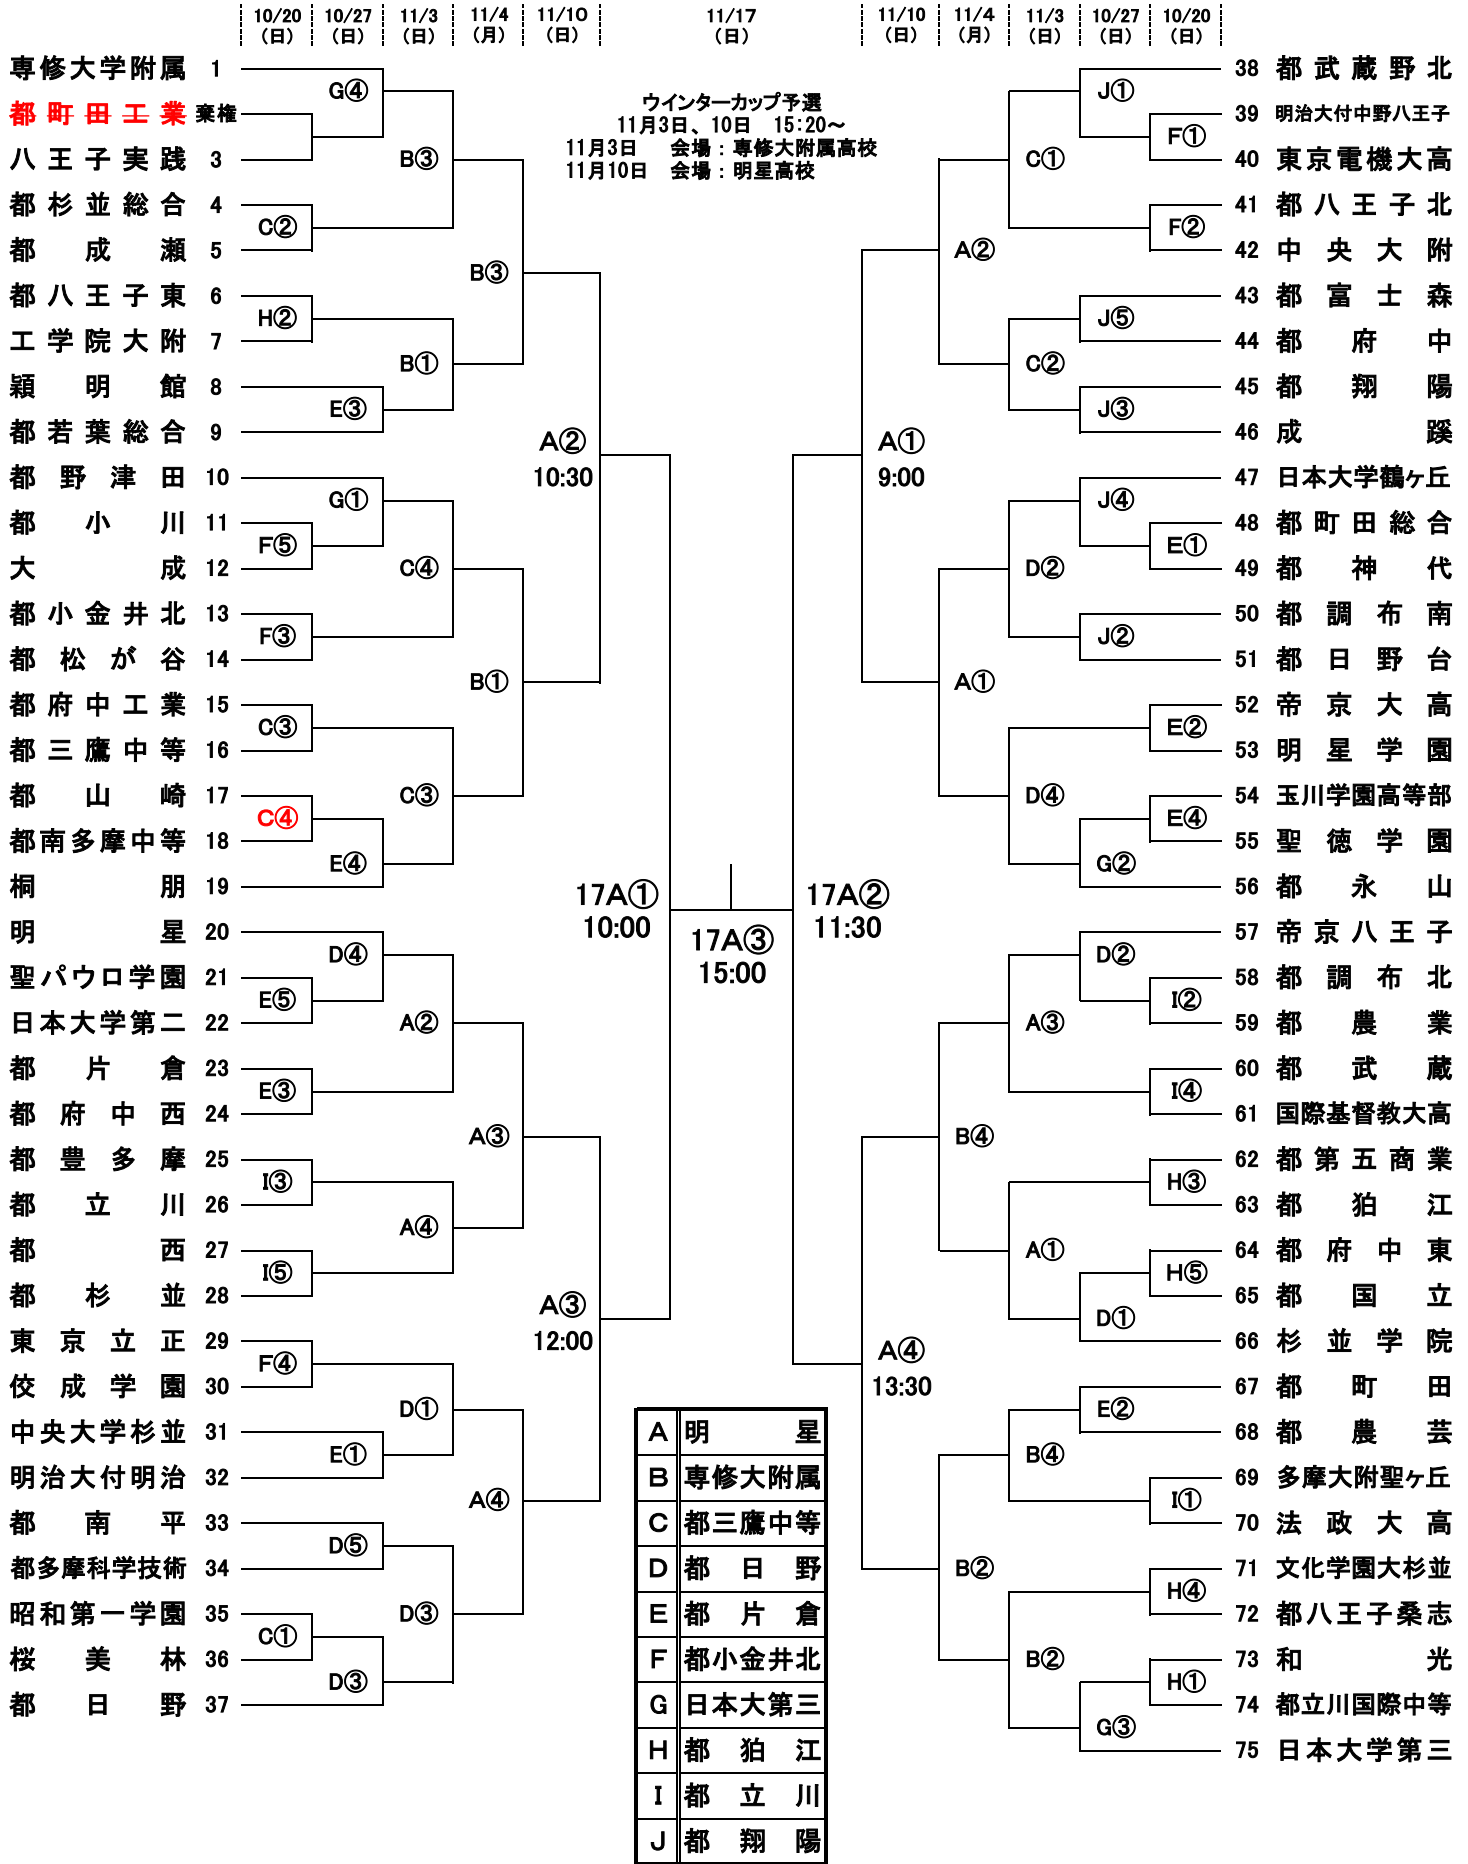 10/20 10/27 11/3 11/4 11/10 11/17 11/10 11/4 11/3 10/27 10/20
(日) (日) (日) (月) (日) (日) (日) (月) (日) (日) (日)
ウインターカップ予選
11月3日、10日 15:20～
11月3日 会場：専修大附属高校
11月10日 会場：明星高校
専修大学附属 1
都町田工業 棄権
八王子実践 3
都杉並総合 4
都成瀬 5
都八王子東 6
工学院大附 7
穎明館 8
都若葉総合 9
都野津田 10
都小川 11
大成 12
都小金井北 13
都松が谷 14
都府中工業 15
都三鷹中等 16
都山崎 17
都南多摩中等 18
桐朋 19
明星 20
聖パウロ学園 21
日本大学第二 22
都片倉 23
都府中西 24
都豊多摩 25
都立川 26
都西 27
都杉並 28
東京立正 29
佼成学園 30
中央大学杉並 31
明治大付明治 32
都南平 33
都多摩科学技術 34
昭和第一学園 35
桜美林 36
都日野 37
C②
H②
F⑤
F③
C③
C④
E⑤
E③
I③
I⑤
F④
C①
G④
E③
G①
E④
D④
E①
D⑤
D③
B③
B①
C④
C③
A②
A④
D①
D③
B③
B①
A③
A④
A②
10:30
A③
12:00
17A①
10:00
17A③
15:00
17A②
11:30
A①
9:00
A④
13:30
A②
A①
B④
B②
C①
C②
D②
D④
A③
A①
B④
B②
J①
J⑤
J③
J④
J②
G②
D②
D①
E②
G③
F①
F②
E①
E②
E④
I②
I④
H③
H⑤
I①
H④
H①
38 都武蔵野北
39 明治大付中野八王子
40 東京電機大高
41 都八王子北
42 中央大附
43 都富士森
44 都府中
45 都翔陽
46 成蹊
47 日本大学鶴ヶ丘
48 都町田総合
49 都神代
50 都調布南
51 都日野台
52 帝京大高
53 明星学園
54 玉川学園高等部
55 聖徳学園
56 都永山
57 帝京八王子
58 都調布北
59 都農業
60 都武蔵
61 国際基督教大高
62 都第五商業
63 都狛江
64 都府中東
65 都国立
66 杉並学院
67 都町田
68 都農芸
69 多摩大附聖ヶ丘
70 法政大高
71 文化学園大杉並
72 都八王子桑志
73 和光
74 都立川国際中等
75 日本大学第三
A 明星
B 専修大附属
C 都三鷹中等
D 都日野
E 都片倉
F 都小金井北
G 日本大第三
H 都狛江
I 都立川
J 都翔陽